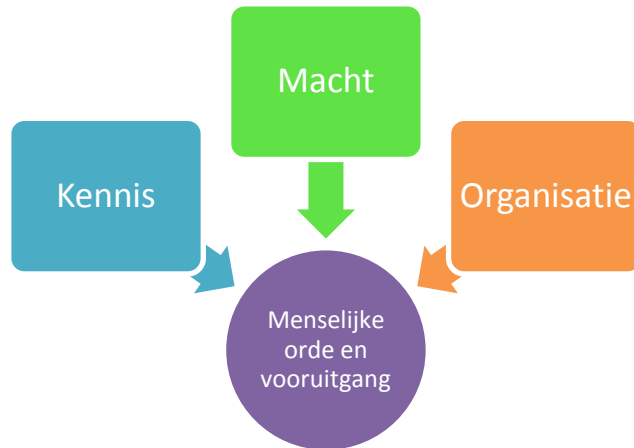 Macht
Kennis
Organisatie
Menselijke
orde en
vooruitgang